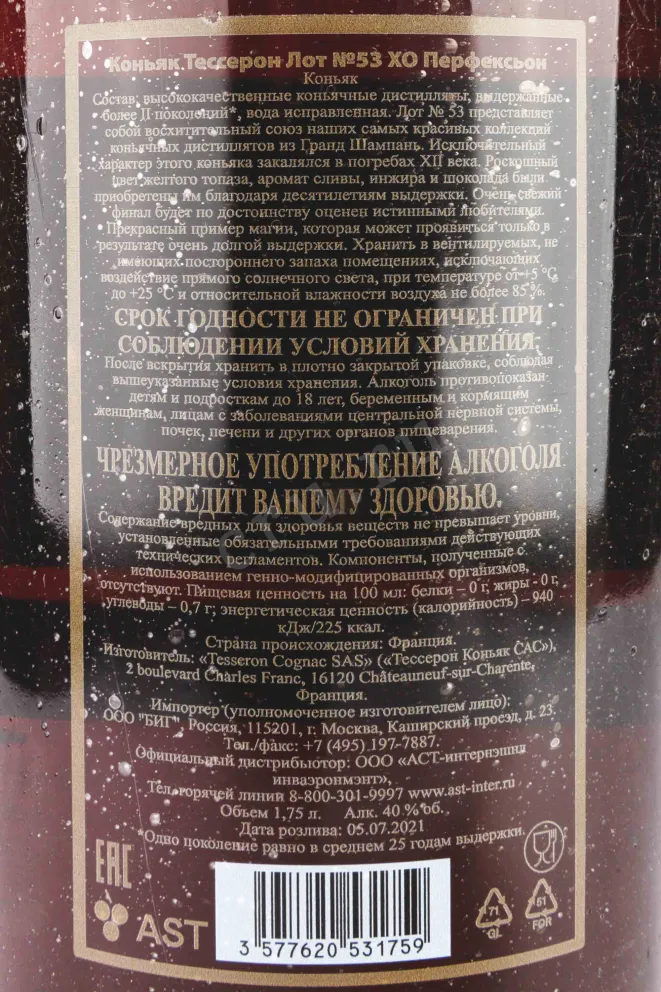 Коньяк Тессерон Лот №53 ХО Перфексьон
Коньяк
Состав: высококачественные коньячные дистилляты, выдержанные
более II поколений*, вода исправленная. Лот № 53 представляет
собой восхитительный союз наших самых красивых коллекций
коньячных дистиллятов из Гранд Шампань. Исключительный
характер этого коньяка закалялся в погребах XII века. Роскошный
цвет желтого топаза, аромат сливы, инжира и шоколада были
приобретены им благодаря десятилетиям выдержки. Очень свежий
финал будет по достоинству оценен истинными любителями.
Прекрасный пример магии, которая может проявиться только в
результате очень долгой выдержки. Хранить в вентилируемых, не
имеющих постороннего запаха помещениях, исключающих
воздействие прямого солнечного света, при температуре от +5 °C
до +25 °C и относительной влажности воздуха не более 85 %.
СРОК ГОДНОСТИ НЕ ОГРАНИЧЕН ПРИ
СОБЛЮДЕНИИ УСЛОВИЙ ХРАНЕНИЯ.
После вскрытия хранить в плотно закрытой упаковке, соблюдая
вышеуказанные условия хранения. Алкоголь противопоказан
детям и подросткам до 18 лет, беременным и кормящим
женщинам, лицам с заболеваниями центральной нервной системы,
почек, печени и других органов пищеварения.
ЧРЕЗМЕРНОЕ УПОТРЕБЛЕНИЕ АЛКОГОЛЯ
ВРЕДИТ ВАШЕМУ ЗДОРОВЬЮ.
Содержание вредных для здоровья веществ не превышает уровни,
установленные обязательными требованиями действующих
технических регламентов. Компоненты, полученные с
использованием генно-модифицированных организмов,
отсутствуют. Пищевая ценность на 100 мл: белки – 0 г, жиры - 0 г,
углеводы – 0,7 г; энергетическая ценность (калорийность) – 940
кДж/225 ккал.
Страна происхождения: Франция.
Изготовитель: «Tesseron Cognac SAS» («Тессерон Коньяк САС»),
2 boulevard Charles Franc, 16120 Châteauneuf-sur-Charente,
Франция.
Импортер (уполномоченное изготовителем лицо):
ООО "БИГ", Россия, 115201, г. Москва, Каширский проезд, д. 23.
Тел./факс: +7 (495) 197-7887.
Официальный дистрибьютор: ООО «АСТ-интернэшнл
инваэронмэнт»,
Тел. горячей линии 8-800-301-9997 www.ast-inter.ru
Объем 1,75 л. Алк. 40 % об.
Дата розлива: 05.07.2021
*Одно поколение равно в среднем 25 годам выдержки.
EAC
AST
3 577620 531759
71
GL
51
FOR